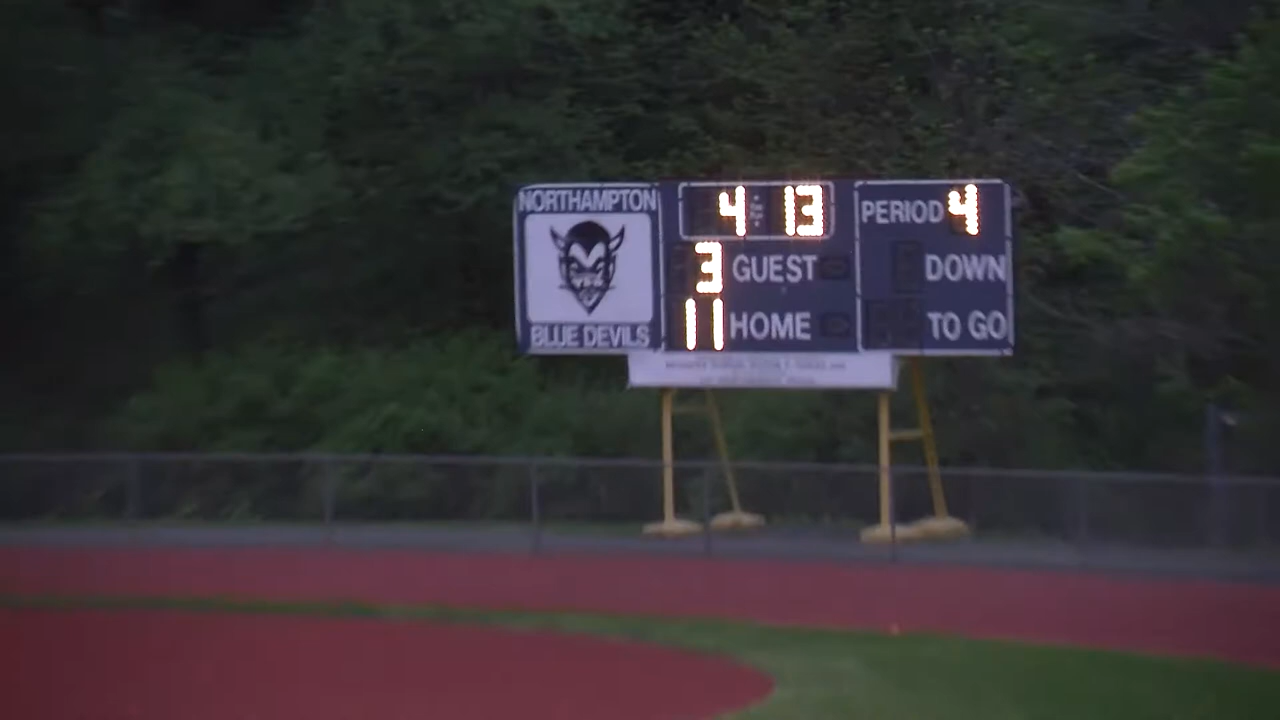 NORTHAMPTON
BLUE DEVILS
4:13
3 GUEST
11 HOME
PERIOD 4
DOWN
TO GO